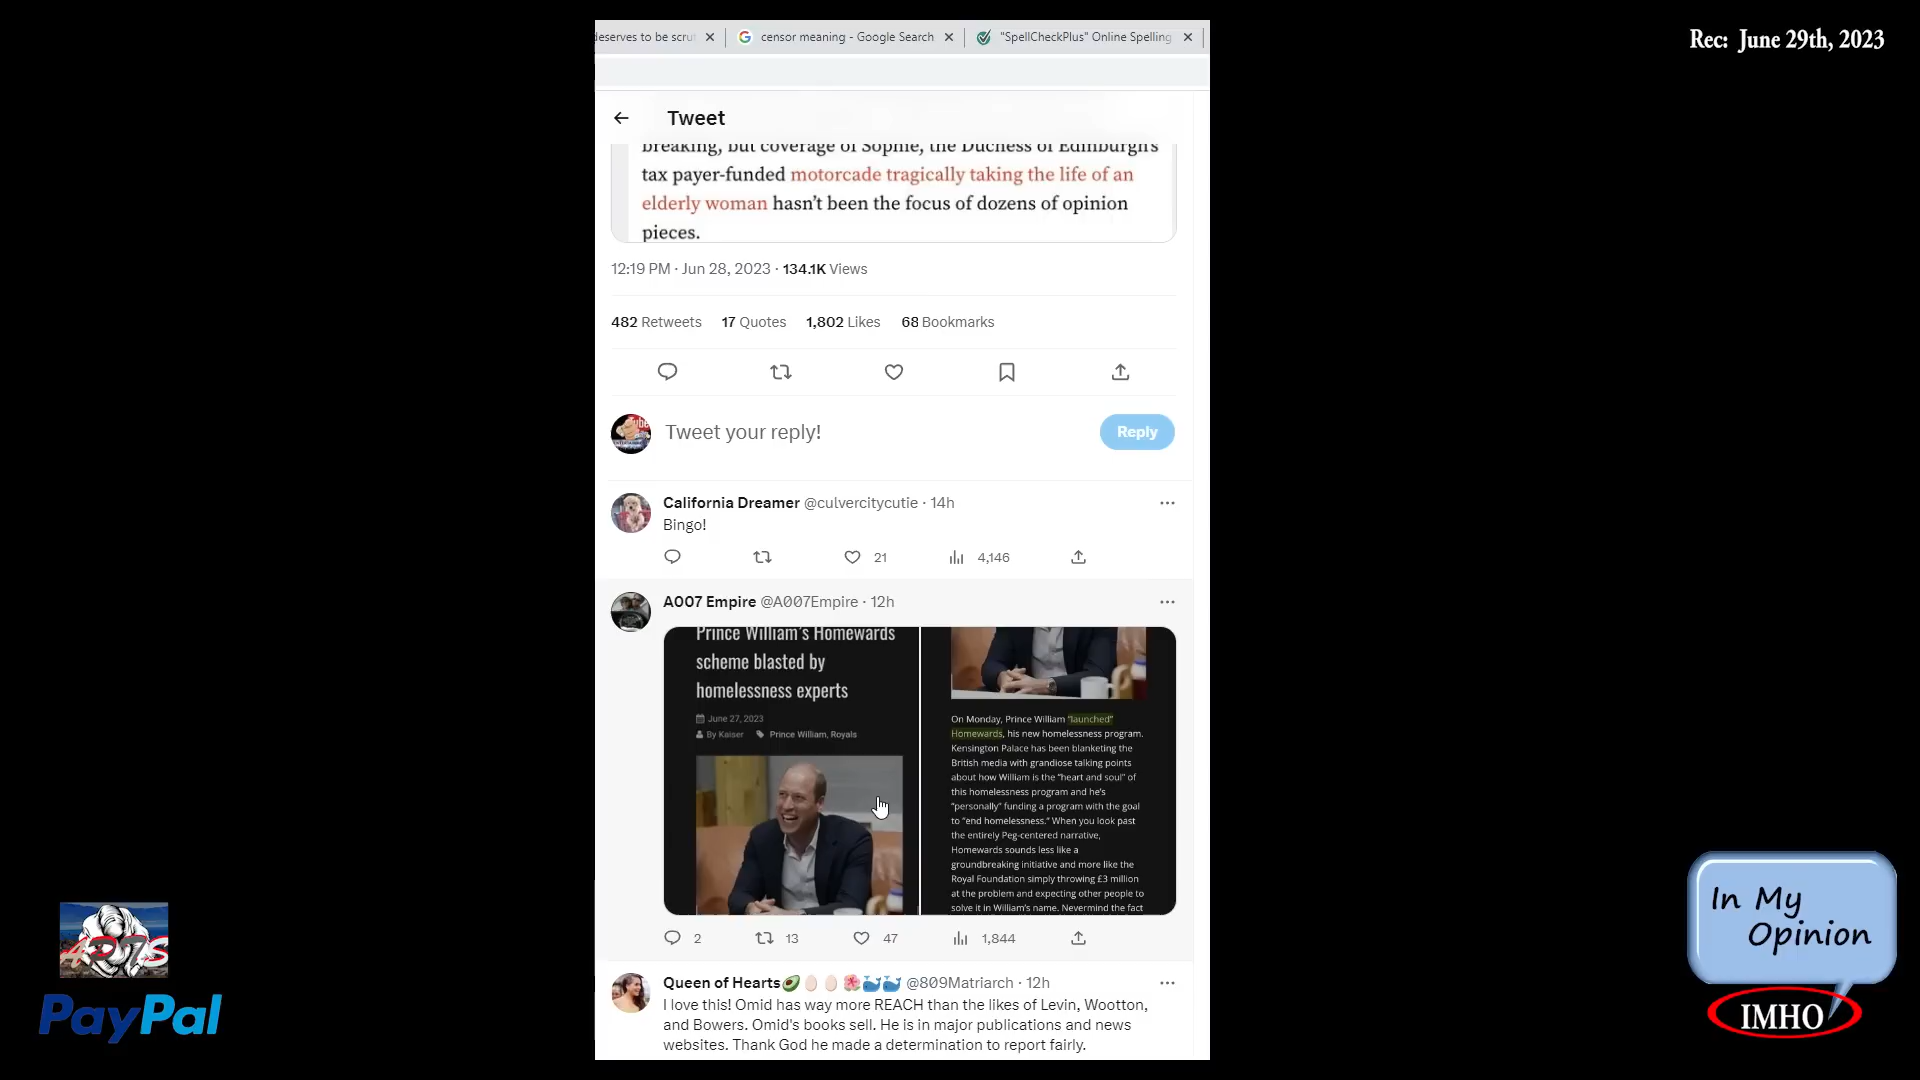 Rec: June 29th, 2023
deserves to be scru
censor meaning - Google Search
"SpellCheckPlus" Online Spelling
Tweet
breaking, but coverage of Sophie, the Duchess of Edinburgh's
tax payer-funded motorcade tragically taking the life of an
elderly woman hasn't been the focus of dozens of opinion
pieces.
12:19 PM · Jun 28, 2023 · 134.1K Views
482 Retweets 17 Quotes 1,802 Likes 68 Bookmarks
Tweet your reply!
Reply
California Dreamer @culvercitycutie · 14h
Bingo!
21 4,146
A007 Empire @A007Empire · 12h
Prince William's Homewards
scheme blasted by
homelessness experts
June 27, 2023
By Kaiser Prince William, Royals
On Monday, Prince William "launched"
Homewards, his new homelessness program.
Kensington Palace has been blanketing the
British media with grandiose talking points
about how William is the "heart and soul" of
this homelessness program and he's
"personally" funding a program with the goal
to "end homelessness." When you look past
the entirely Peg-centered narrative,
Homewards sounds less like a
groundbreaking initiative and more like the
Royal Foundation simply throwing £3 million
at the problem and expecting other people to
solve it in William's name. Nevermind the fact
2 13 47 1,844
Queen of Hearts @809Matriarch · 12h
I love this! Omid has way more REACH than the likes of Levin, Wootton,
and Bowers. Omid's books sell. He is in major publications and news
websites. Thank God he made a determination to report fairly.
PayPal
In My
Opinion
IMHO